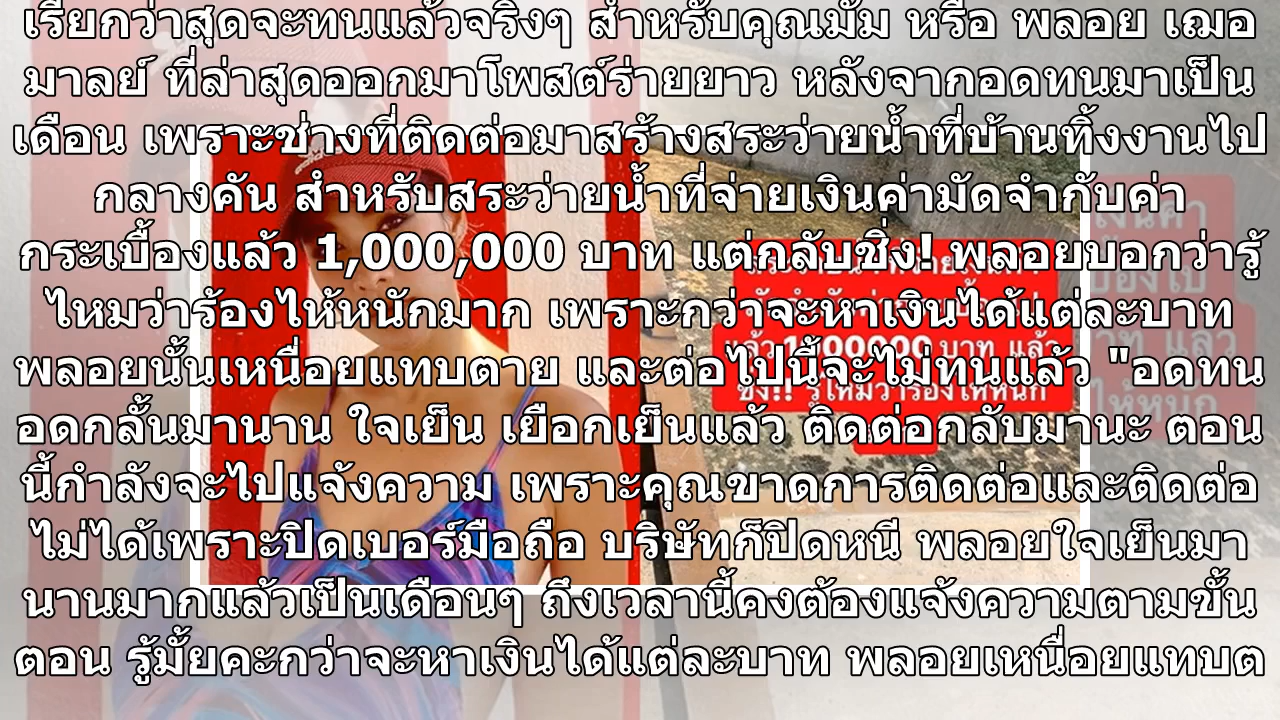 เรียกว่าสุดจะทนแล้วจริงๆ สำหรับคุณมัม หรือ พลอย เฌอ
มาลย์ ที่ล่าสุดออกมาโพสต์ร่ายยาว หลังจากอดทนมาเป็น
เดือน เพราะช่างที่ติดต่อมาสร้างสระว่ายน้ำที่บ้านทิ้งงานไป
กลางคัน สำหรับสระว่ายน้ำที่จ่ายเงินค่ามัดจำกับค่า
กระเบื้องแล้ว 1,000,000 บาท แต่กลับชิ่ง! พลอยบอกว่ารู้
ไหมว่าร้องไห้หนักมาก เพราะกว่าจะหาเงินได้แต่ละบาท
พลอยนั้นเหนื่อยแทบตาย และต่อไปนี้จะไม่ทนแล้ว "อดทน
อดกลั้นมานาน ใจเย็น เยือกเย็นแล้ว ติดต่อกลับมานะ ตอน
นี้กำลังจะไปแจ้งความ เพราะคุณขาดการติดต่อและติดต่อ
ไม่ได้เพราะปิดเบอร์มือถือ บริษัทก็ปิดหนี พลอยใจเย็นมา
นานมากแล้วเป็นเดือนๆ ถึงเวลานี้คงต้องแจ้งความตามขั้น
ตอน รู้มั้ยคะกว่าจะหาเงินได้แต่ละบาท พลอยเหนื่อยแทบต